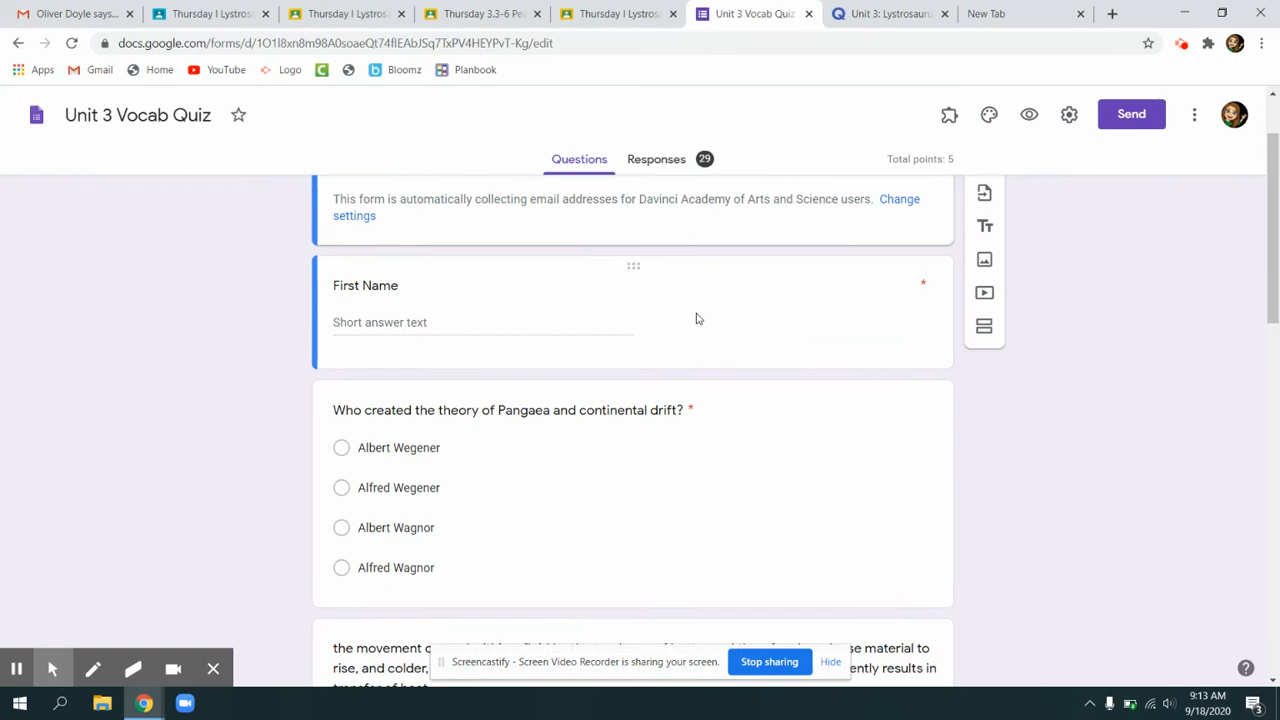 Oliver Doyle says...
Thursday | Lystrosa
Thursday | Lystrosa
Thursday 3.3-6 Pe
Thursday | Lystrosa
Unit 3 Vocab Quiz
Unit 3: Lystrosauru
New Tab
docs.google.com/forms/d/1O1l8xn8m98A0soaeQt74flEAbJSq7TxPV4HEYPvT-Kg/edit
Apps
Gmail
Home
YouTube
Logo
Bloomz
Planbook
Unit 3 Vocab Quiz
Send
Questions
Responses 29
Total points: 5
This form is automatically collecting email addresses for Davinci Academy of Arts and Science users. Change
settings
First Name *
Short answer text
Who created the theory of Pangaea and continental drift? *
Albert Wegener
Alfred Wegener
Albert Wagnor
Alfred Wagnor
the movement
se material to
rise, and colder,
ently results in
Screencastify - Screen Video Recorder is sharing your screen.
Stop sharing
Hide
9:13 AM
9/18/2020
3